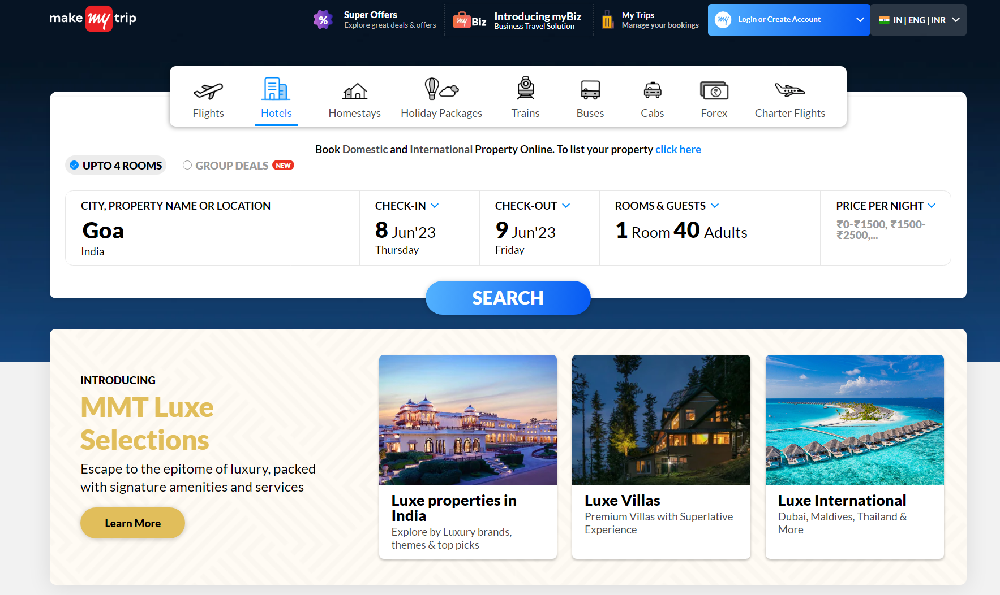 make my trip
%
Super Offers
Explore great deals & offers
my Biz
Introducing myBiz
Business Travel Solution
My Trips
Manage your bookings
my
Login or Create Account
IN | ENG | INR
Flights
Hotels
Homestays
Holiday Packages
Trains
Buses
Cabs
₹
Forex
Charter Flights
Book Domestic and International Property Online. To list your property click here
UPTO 4 ROOMS
GROUP DEALS NEW
CITY, PROPERTY NAME OR LOCATION
Goa
India
CHECK-IN
8 Jun'23
Thursday
CHECK-OUT
9 Jun'23
Friday
ROOMS & GUESTS
1 Room 40 Adults
PRICE PER NIGHT
₹0-₹1500, ₹1500-
₹2500,...
SEARCH
INTRODUCING
MMT Luxe
Selections
Escape to the epitome of luxury, packed
with signature amenities and services
Learn More
Luxe properties in
India
Explore by Luxury brands,
themes & top picks
Luxe Villas
Premium Villas with Superlative
Experience
Luxe International
Dubai, Maldives, Thailand &
More